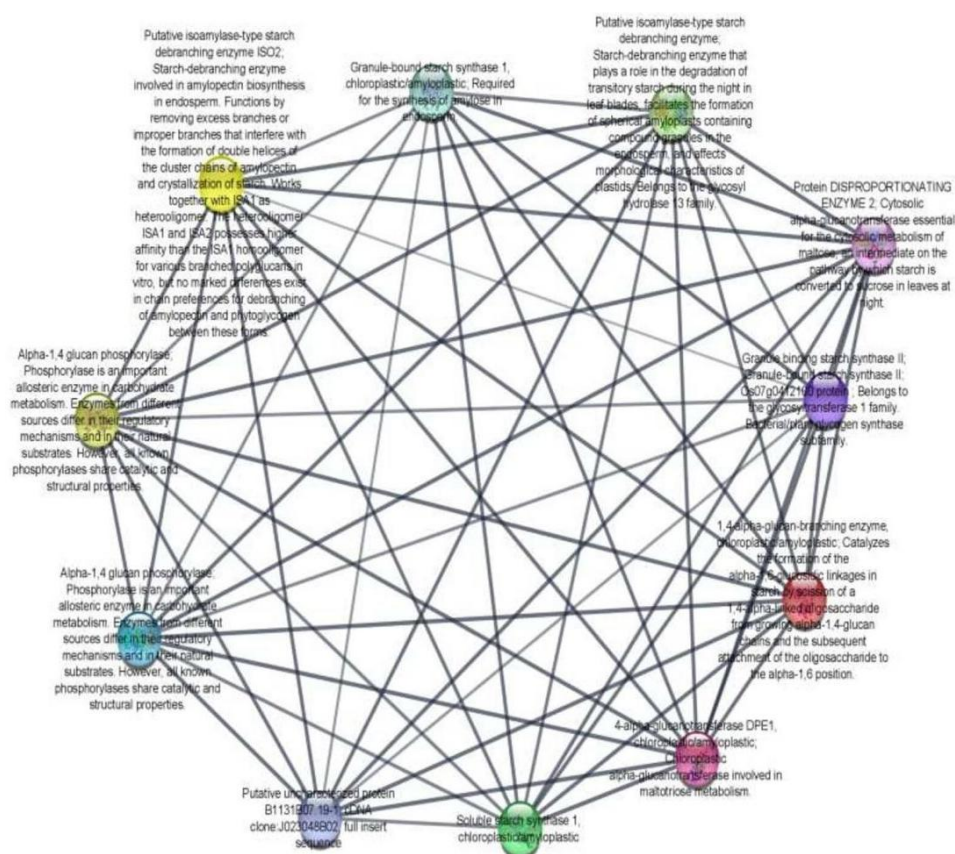 Putative isoamylase-type starch
debranching enzyme ISO2;
Starch-debranching enzyme
involved in amylopectin biosynthesis
in endosperm. Functions by
removing excess branches or
improper branches that interfere with
the formation of double helices of
the cluster chains of amylopectin
and crystallization of starch. Works
together with ISA1 as
heterooligomer. The heterooligomer
ISA1 and ISA2 possesses higher
affinity than the ISA1 homooligomer
for various branched polyglucans in
vitro, but no marked differences exist
in chain preferences for debranching
of amylopectin and phytoglycogen
between these forms.
Granule-bound starch synthase 1,
chloroplastic/amyloplastic; Required
for the synthesis of amylose in
endosperm.
Putative isoamylase-type starch
debranching enzyme;
Starch-debranching enzyme that
plays a role in the degradation of
transitory starch during the night in
leaf blades, facilitates the formation
of spherical amyloplasts containing
compound granules in the
endosperm, and affects
morphological characteristics of
plastids; Belongs to the glycosyl
hydrolase 13 family.
Protein DISPROPORTIONATING
ENZYME 2; Cytosolic
alpha-glucanotransferase essential
for the cytosolic metabolism of
maltose, an intermediate on the
pathway by which starch is
converted to sucrose in leaves at
night.
Granule binding starch synthase II;
Granule-bound starch synthase II;
Os07g0412100 protein ; Belongs to
the glycosyltransferase 1 family.
Bacterial/plant glycogen synthase
subfamily.
1,4-alpha-glucan-branching enzyme,
chloroplastic/amyloplastic; Catalyzes
the formation of the
alpha-1,6-glucosidic linkages in
starch by scission of a
1,4-alpha-linked oligosaccharide
from growing alpha-1,4-glucan
chains and the subsequent
attachment of the oligosaccharide to
the alpha-1,6 position.
4-alpha-glucanotransferase DPE1,
chloroplastic/amyloplastic;
Chloroplastic
alpha-glucanotransferase involved in
maltotriose metabolism.
Soluble starch synthase 1,
chloroplastic/amyloplastic
Putative uncharacterized protein
B1131B07.19-1; cDNA
clone:J023048B02, full insert
sequence
Alpha-1,4 glucan phosphorylase;
Phosphorylase is an important
allosteric enzyme in carbohydrate
metabolism. Enzymes from different
sources differ in their regulatory
mechanisms and in their natural
substrates. However, all known
phosphorylases share catalytic and
structural properties.
Alpha-1,4 glucan phosphorylase;
Phosphorylase is an important
allosteric enzyme in carbohydrate
metabolism. Enzymes from different
sources differ in their regulatory
mechanisms and in their natural
substrates. However, all known
phosphorylases share catalytic and
structural properties.